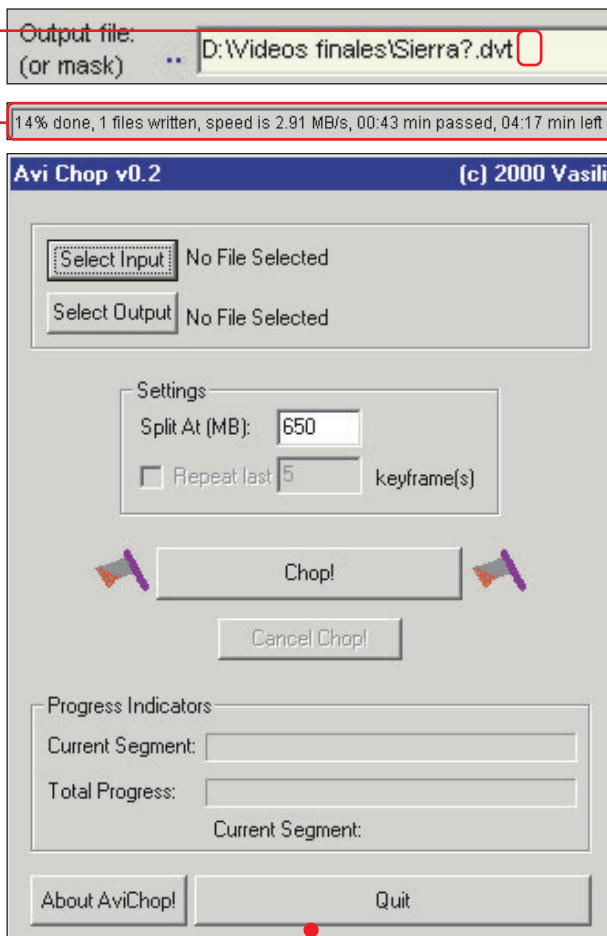 Output file:
(or mask) .. D:\Videos finales\Sierra?.dvt
14% done, 1 files written, speed is 2.91 MB/s, 00:43 min passed, 04:17 min left
Avi Chop v0.2 (c) 2000 Vasili
Select Input No File Selected
Select Output No File Selected
Settings
Split At (MB): 650
Repeat last 5 keyframe(s)
Chop!
Cancel Chop!
Progress Indicators
Current Segment:
Total Progress:
Current Segment:
About AviChop! Quit